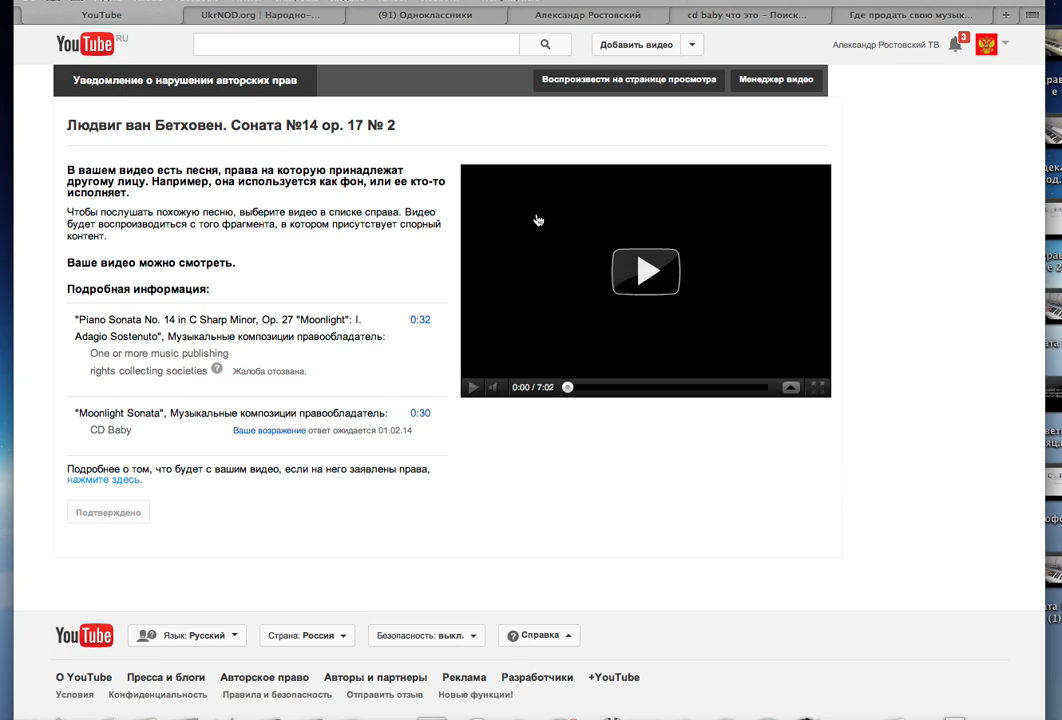 YouTube
UkrNOD.org | Народно-...
(91) Одноклассники
Александр Ростовский
cd baby что это – Поиск...
Где продать свою музык...
+
YouTube RU
Добавить видео
Александр Ростовский ТВ
3
Уведомление о нарушении авторских прав
Воспроизвести на странице просмотра
Менеджер видео
Людвиг ван Бетховен. Соната №14 ор. 17 № 2
В вашем видео есть песня, права на которую принадлежат
другому лицу. Например, она используется как фон, или ее кто-то
исполняет.
Чтобы послушать похожую песню, выберите видео в списке справа. Видео
будет воспроизводиться с того фрагмента, в котором присутствует спорный
контент.
Ваше видео можно смотреть.
Подробная информация:
"Piano Sonata No. 14 in C Sharp Minor, Op. 27 "Moonlight": I. 0:32
Adagio Sostenuto", Музыкальные композиции правообладатель:
One or more music publishing
rights collecting societies ? Жалоба отозвана.
"Moonlight Sonata", Музыкальные композиции правообладатель: 0:30
CD Baby Ваше возражение ответ ожидается 01.02.14
Подробнее о том, что будет с вашим видео, если на него заявлены права,
нажмите здесь.
Подтверждено
0:00 / 7:02
YouTube
Язык: Русский
Страна: Россия
Безопасность: выкл.
? Справка
О YouTube Пресса и блоги Авторское право Авторы и партнеры Реклама Разработчики +YouTube
Условия Конфиденциальность Правила и безопасность Отправить отзыв Новые функции!